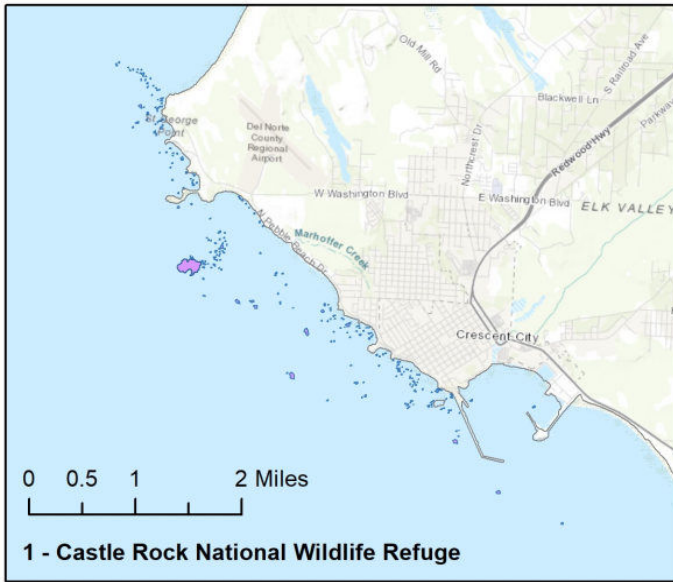 Old Mill Rd
S Railroad Ave
Blackwell Ln
Parkway
St George
Point
Del Norte
County
Regional
Airport
Northcrest Dr
Redwood Hwy
W Washington Blvd
E Washington Blvd
ELK VALLEY
N Pebble Beach Dr
Marhoffer Creek
Crescent City
0 0.5 1 2 Miles
1 - Castle Rock National Wildlife Refuge